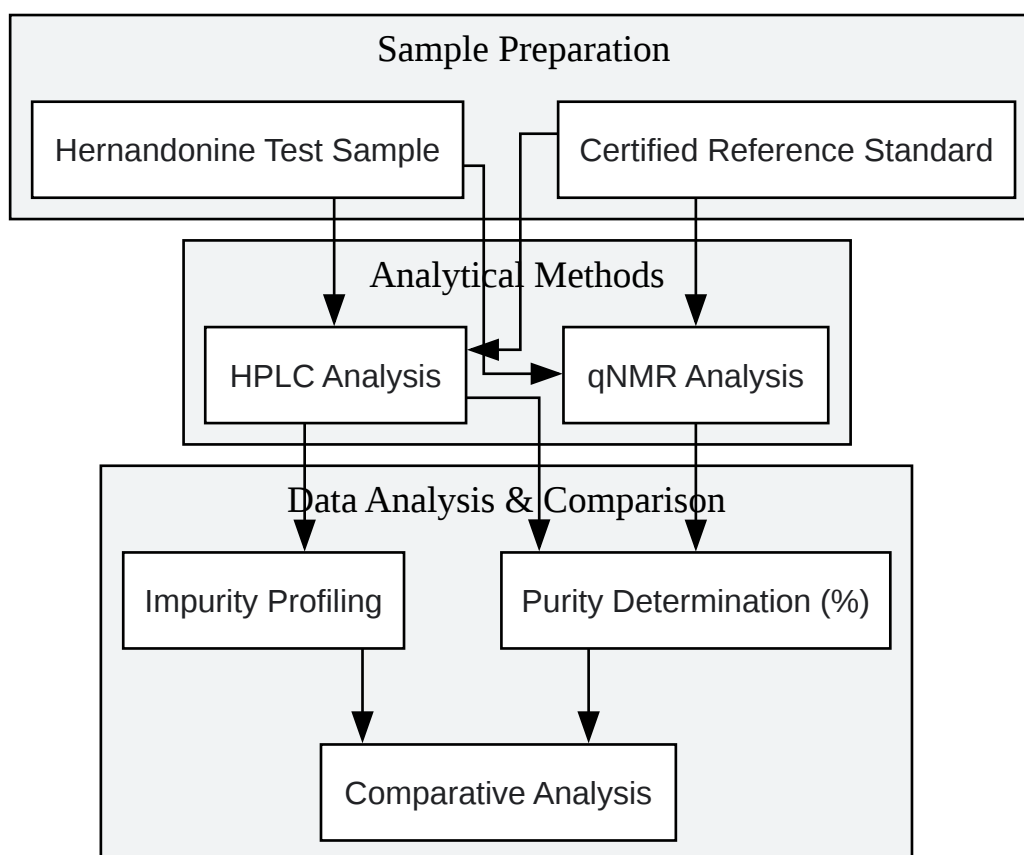 Sample Preparation
Hernandonine Test Sample
Certified Reference Standard
Analytical Methods
HPLC Analysis
qNMR Analysis
Data Analysis & Comparison
Impurity Profiling
Purity Determination (%)
Comparative Analysis